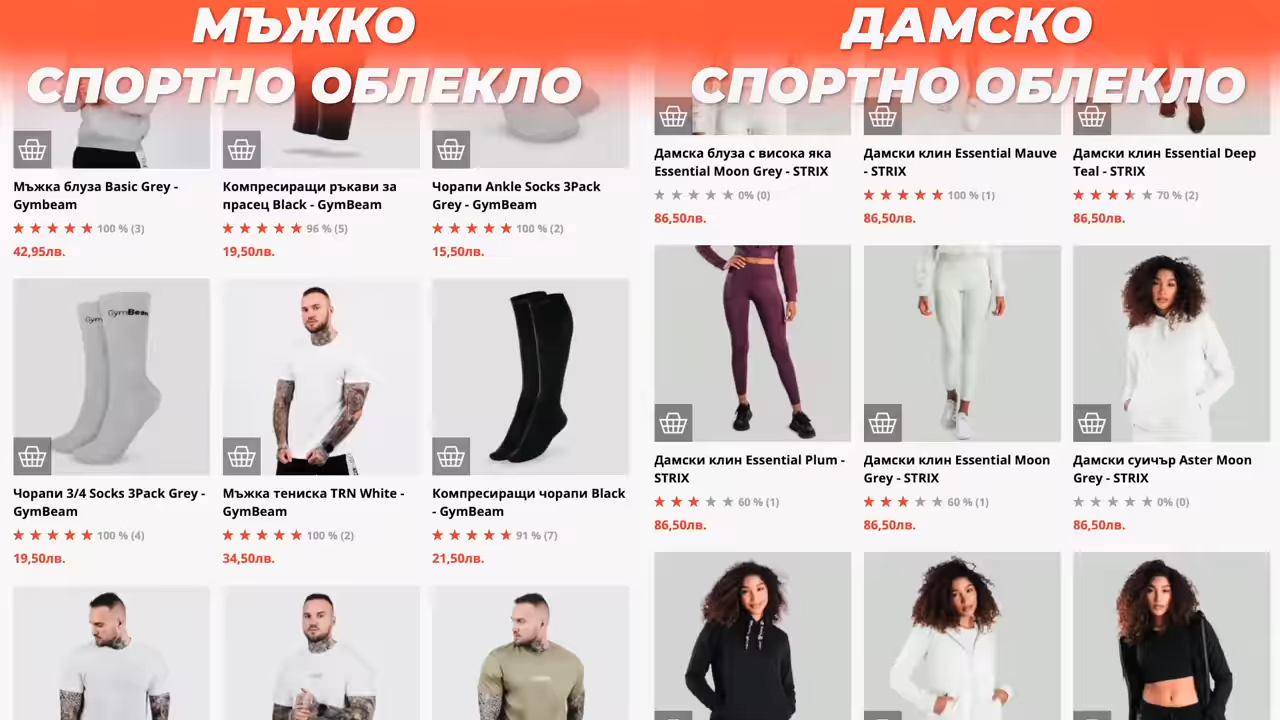 МЪЖКО
СПОРТНО ОБЛЕКЛО
Мъжка блуза Basic Grey -
Gymbeam
100 % (3)
42,95лв.
Компресиращи ръкави за
прасец Black - GymBeam
96 % (5)
19,50лв.
Чорапи Ankle Socks 3Pack
Grey - GymBeam
100 % (2)
15,50лв.
GymBeam
Чорапи 3/4 Socks 3Pack Grey -
GymBeam
100 % (4)
19,50лв.
Мъжка тениска TRN White -
GymBeam
100 % (2)
34,50лв.
Компресиращи чорапи Black
- GymBeam
91 % (7)
21,50лв.
ДАМСКО
СПОРТНО ОБЛЕКЛО
Дамска блуза с висока яка
Essential Moon Grey - STRIX
0% (0)
86,50лв.
Дамски клин Essential Mauve
- STRIX
100 % (1)
86,50лв.
Дамски клин Essential Deep
Teal - STRIX
70 % (2)
86,50лв.
Дамски клин Essential Plum -
STRIX
60 % (1)
86,50лв.
Дамски клин Essential Moon
Grey - STRIX
60 % (1)
86,50лв.
Дамски суичър Aster Moon
Grey - STRIX
0% (0)
86,50лв.